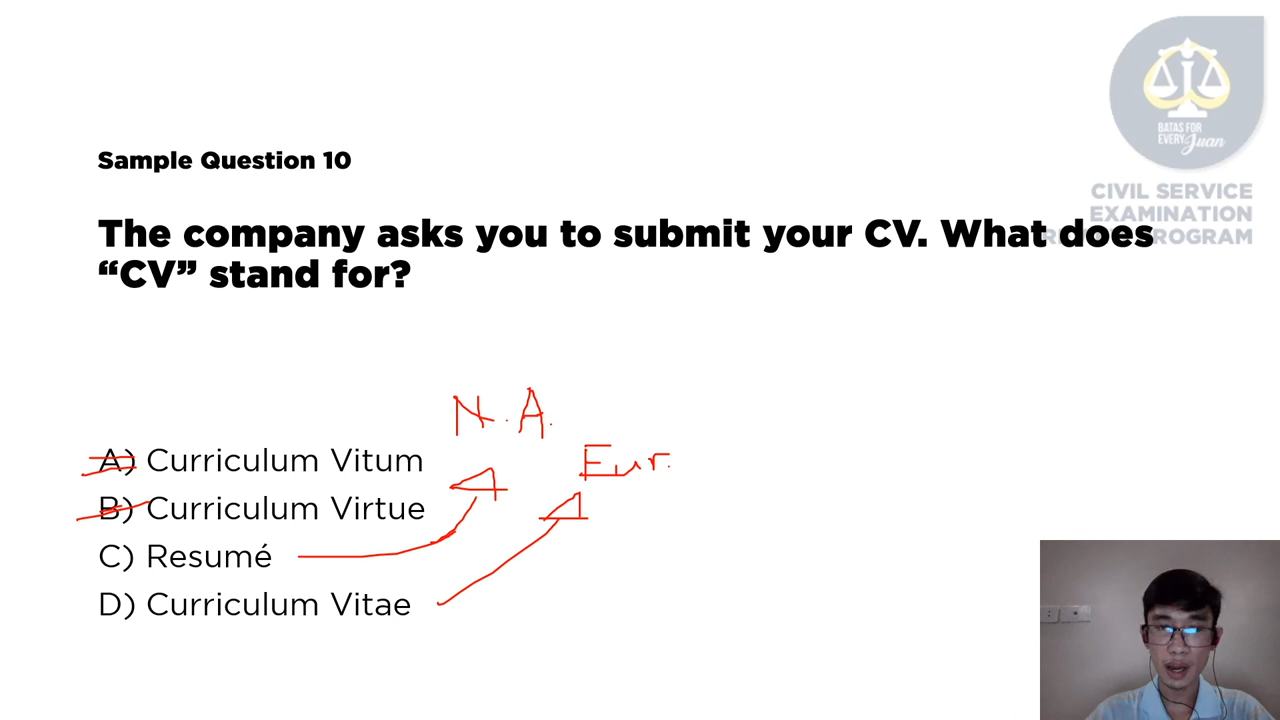 BATAS FOR
EVERY Juan
CIVIL SERVICE
EXAMINATION
PROGRAM
Sample Question 10
The company asks you to submit your CV. What does
“CV” stand for?
N.A.
Eur.
A) Curriculum Vitum
B) Curriculum Virtue
C) Resumé
D) Curriculum Vitae